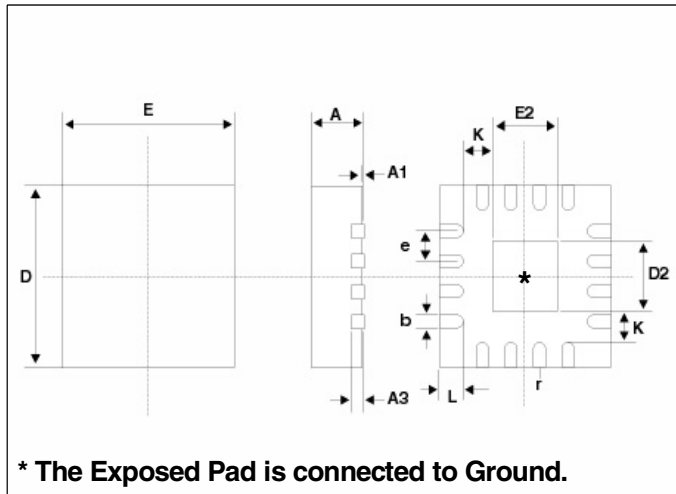 E
A
E2
K
A1
e
D
D2
*
b
K
L
r
A3
* The Exposed Pad is connected to Ground.